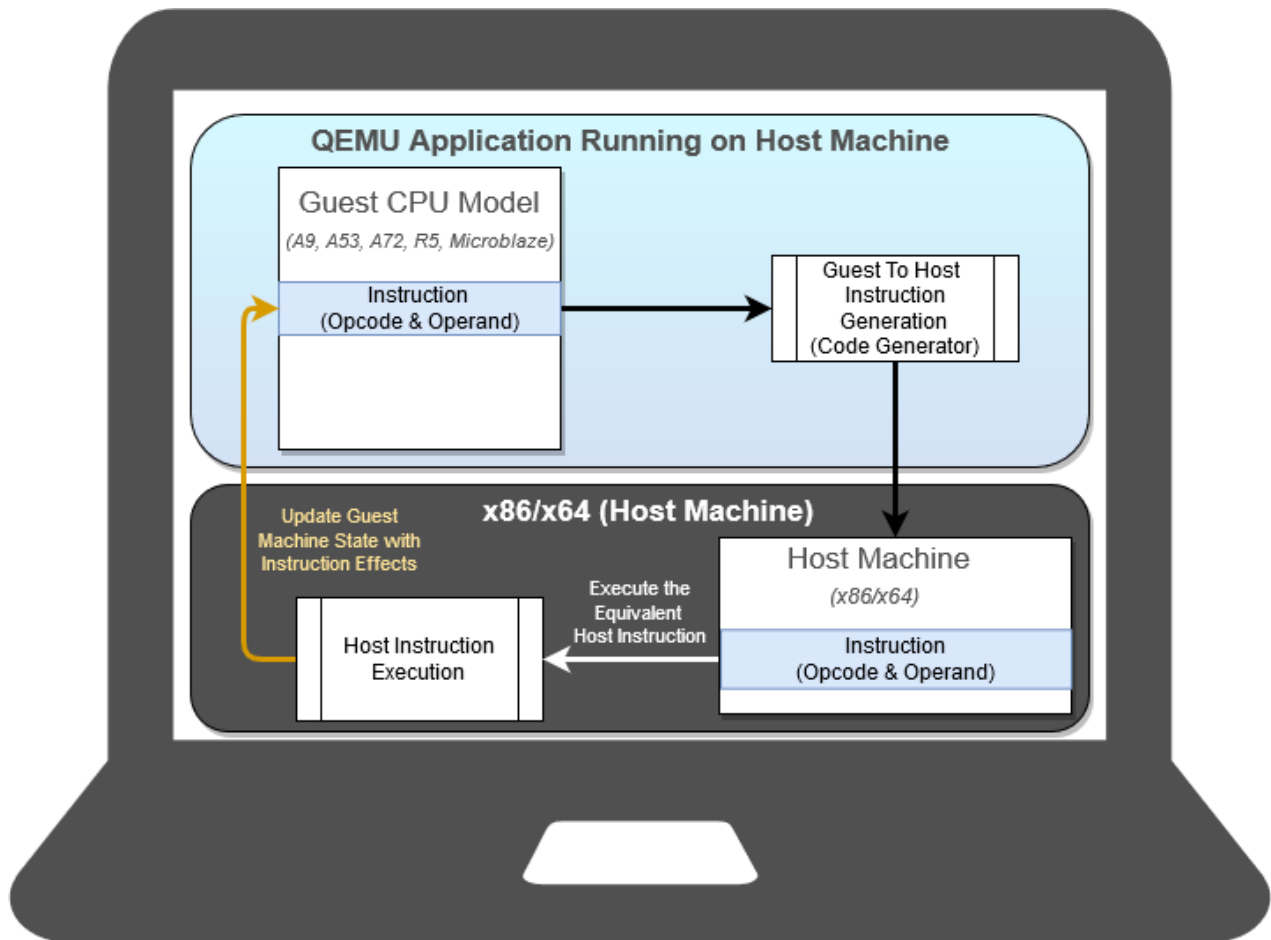 QEMU Application Running on Host Machine
Guest CPU Model
(A9, A53, A72, R5, Microblaze)
Instruction
(Opcode & Operand)
Guest To Host
Instruction
Generation
(Code Generator)
x86/x64 (Host Machine)
Update Guest
Machine State with
Instruction Effects
Host Instruction
Execution
Execute the
Equivalent
Host Instruction
Host Machine
(x86/x64)
Instruction
(Opcode & Operand)